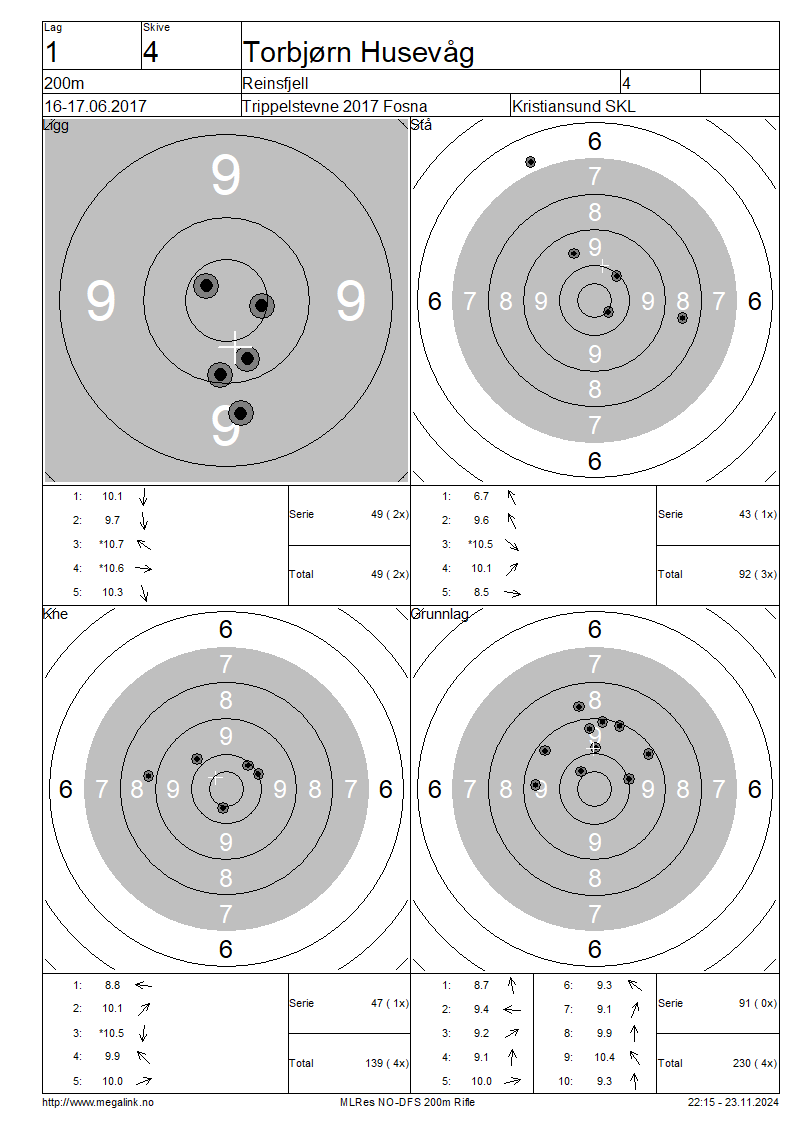 Lag
Skive
1
4
Torbjørn Husevåg
200m
Reinsfjell
4
16-17.06.2017
Trippelstevne 2017 Fosna
Kristiansund SKL
Ligg
9
9
9
9
1: 10.1
2: 9.7
3: *10.7
4: *10.6
5: 10.3
Serie 49 ( 2x)
Total 49 ( 2x)
Stå
6
7
8
9
6 7 8 9 9 8 7 6
9
8
7
6
1: 6.7
2: 9.6
3: *10.5
4: 10.1
5: 8.5
Serie 43 ( 1x)
Total 92 ( 3x)
Kne
6
7
8
9
6 7 8 9 9 8 7 6
9
8
7
6
1: 8.8
2: 10.1
3: *10.5
4: 9.9
5: 10.0
Serie 47 ( 1x)
Total 139 ( 4x)
Grunnlag
6
7
8
9
6 7 8 9 9 8 7 6
9
8
7
6
1: 8.7
2: 9.4
3: 9.2
4: 9.1
5: 10.0
6: 9.3
7: 9.1
8: 9.9
9: 10.4
10: 9.3
Serie 91 ( 0x)
Total 230 ( 4x)
http://www.megalink.no
MLRes NO-DFS 200m Rifle
22:15 - 23.11.2024